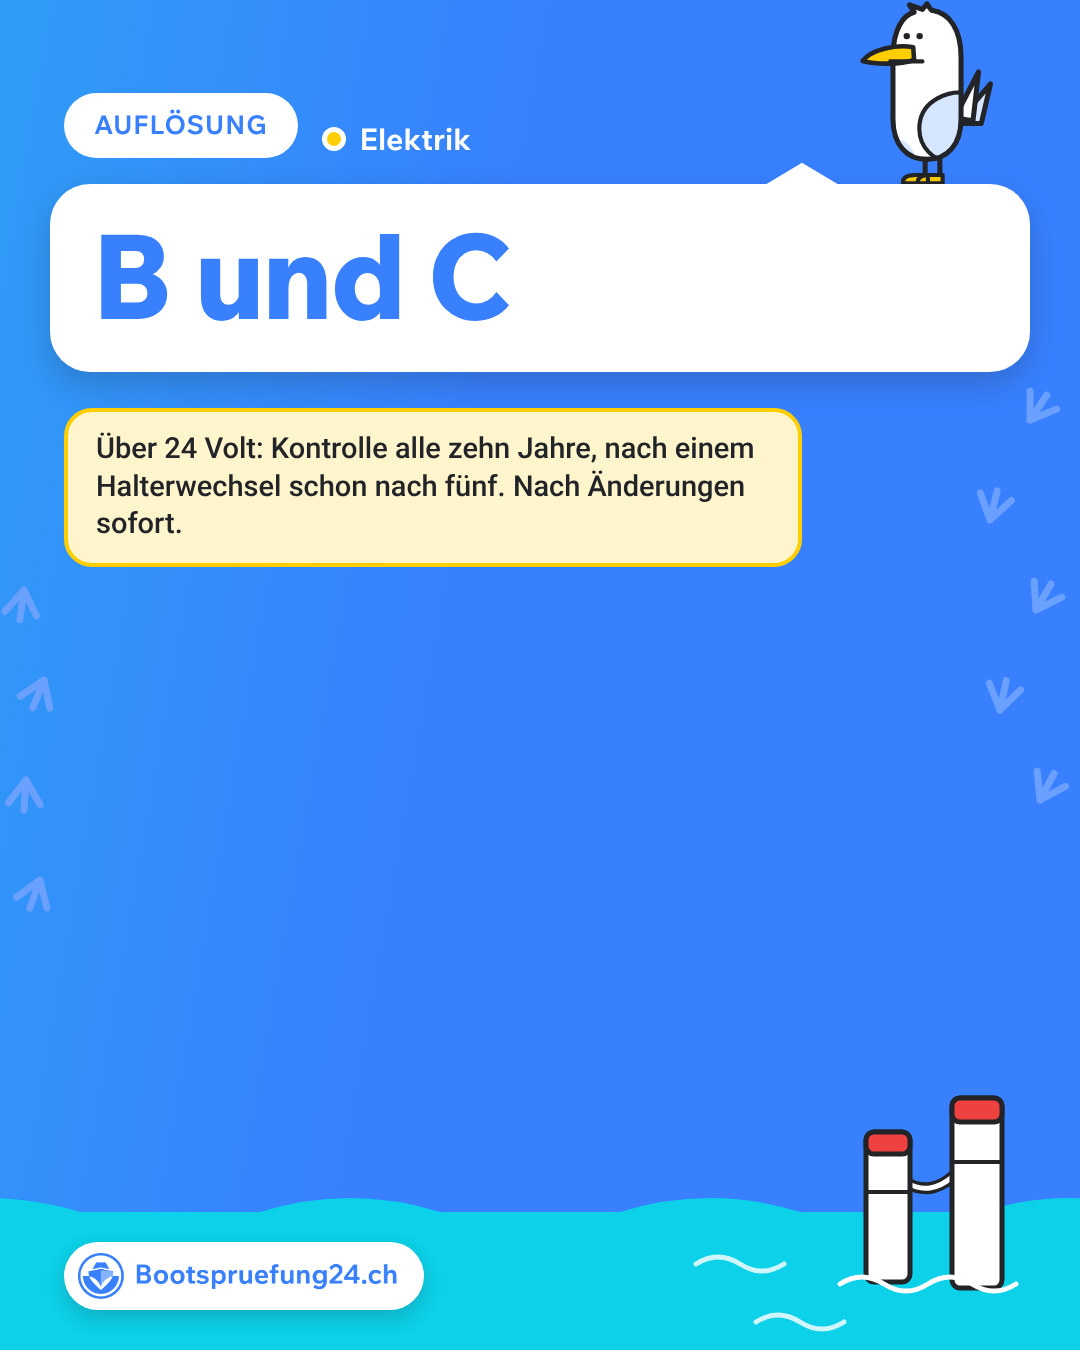 AUFLÖSUNG
Elektrik
B und C
Über 24 Volt: Kontrolle alle zehn Jahre, nach einem
Halterwechsel schon nach fünf. Nach Änderungen
sofort.
Bootspruefung24.ch